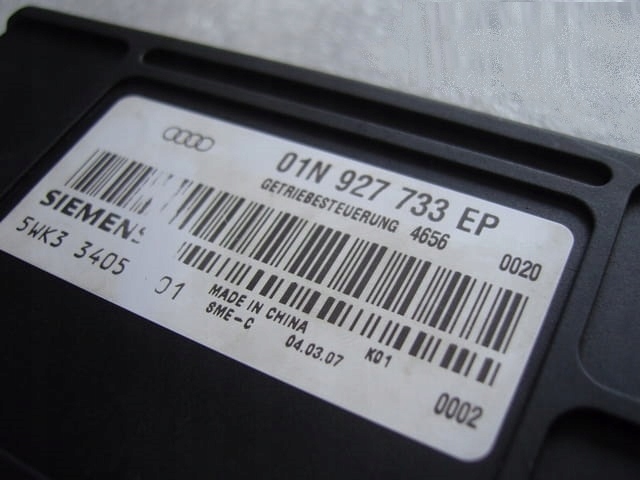 01N 927 733 EP
GETRIEBESTEUERUNG 4656
0020
SIEMENS
5WK3 3405 01
MADE IN CHINA
SME-C
04.03.07 K01
0002